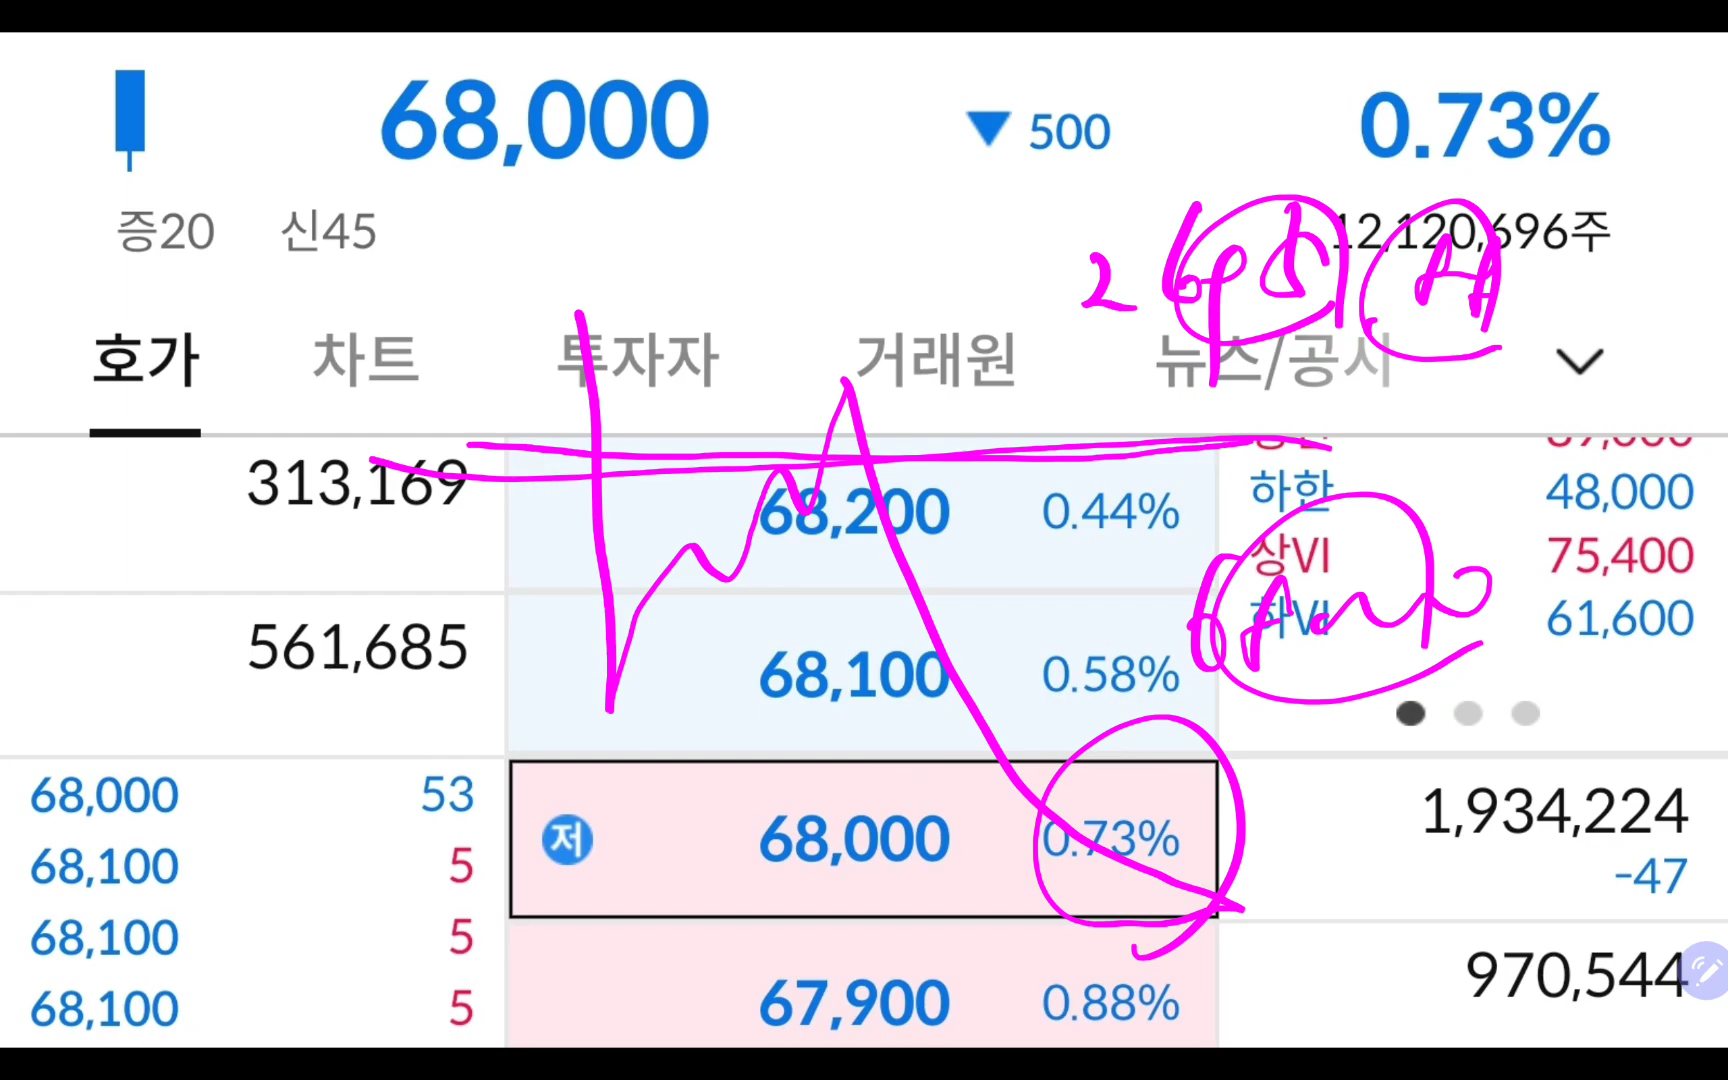 68,000 ▼ 500 0.73%
증20 신45 12,120,696주
호가 차트 투자자 거래원 뉴스/공시
313,169 68,200 0.44% 하한 48,000
상VI 75,400
561,685 68,100 0.58% 하VI 61,600
68,000 53 저 68,000 0.73% 1,934,224
68,100 5 -47
68,100 5 67,900 0.88% 970,544
68,100 5